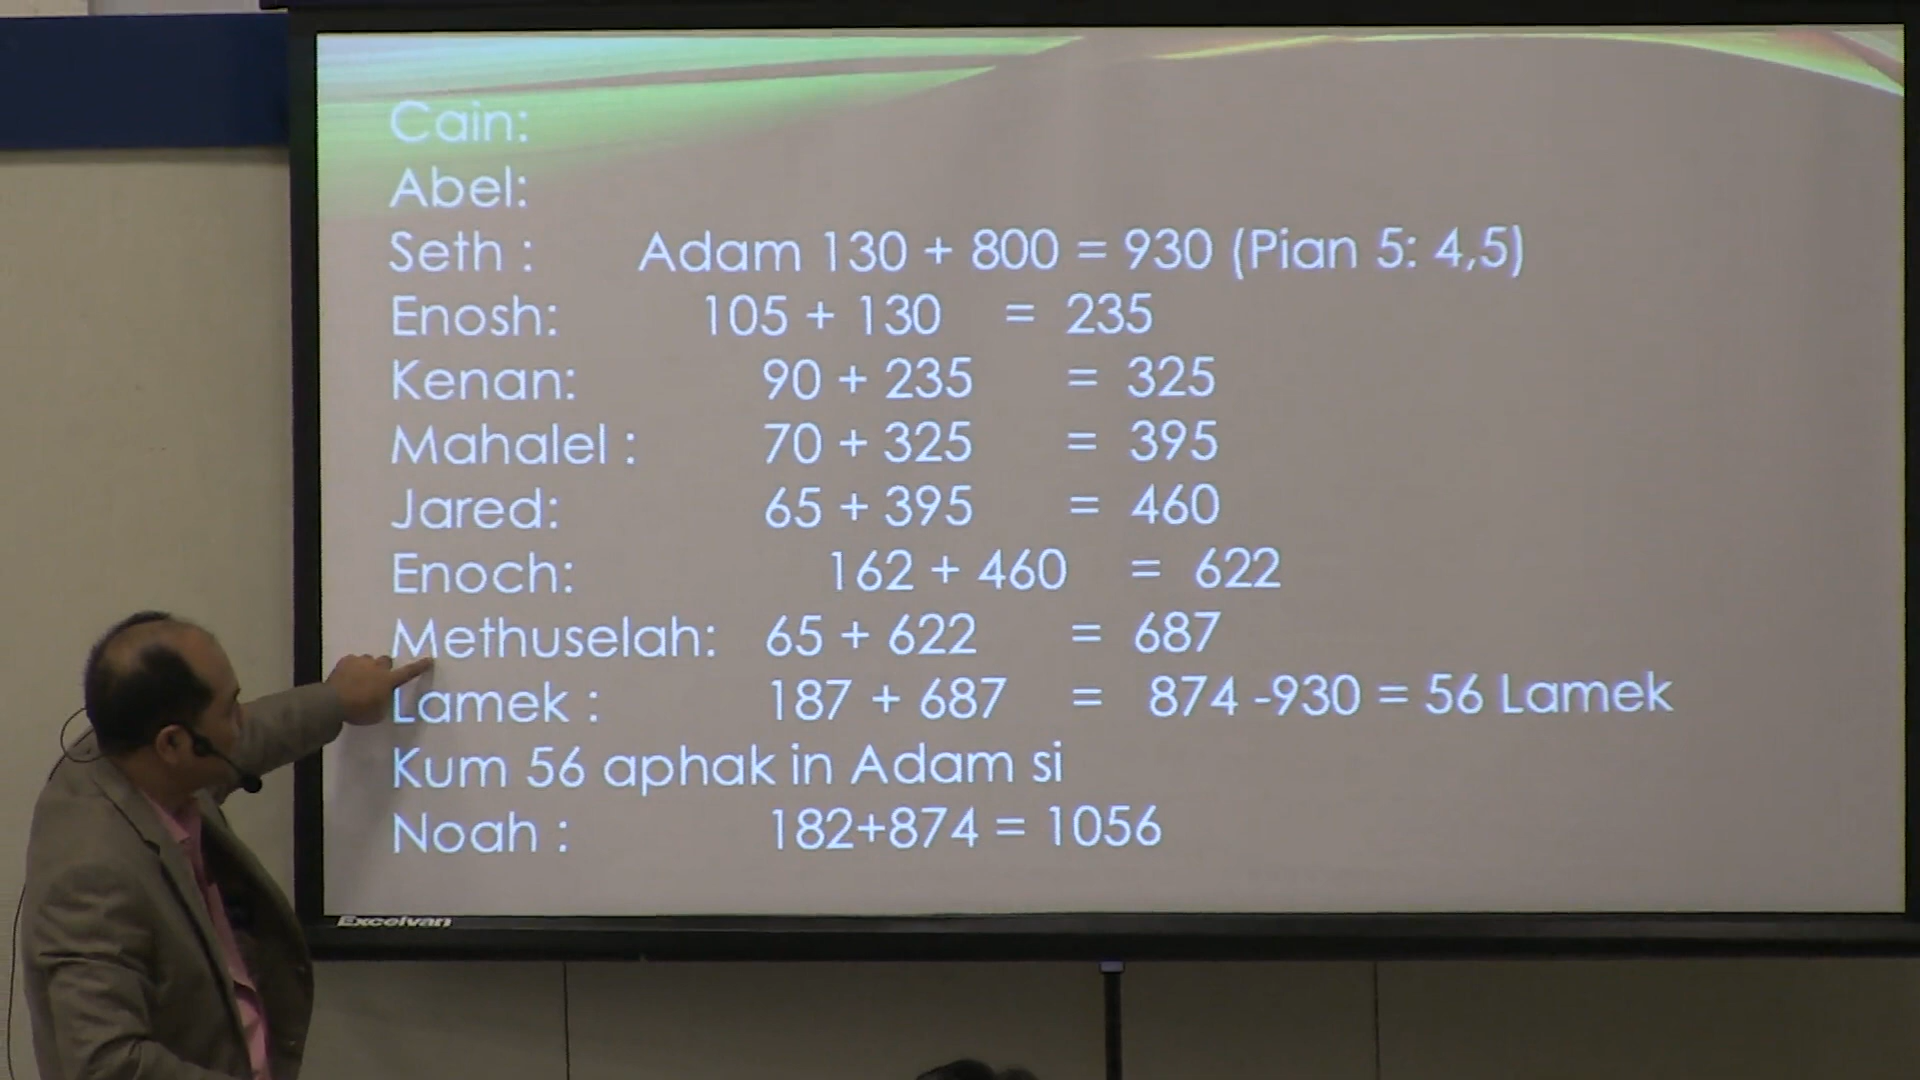 Cain:
Abel:
Seth : Adam 130 + 800 = 930 (Pian 5: 4,5)
Enosh: 105 + 130 = 235
Kenan: 90 + 235 = 325
Mahalel : 70 + 325 = 395
Jared: 65 + 395 = 460
Enoch: 162 + 460 = 622
Methuselah: 65 + 622 = 687
Lamek : 187 + 687 = 874 -930 = 56 Lamek
Kum 56 aphak in Adam si
Noah : 182+874 = 1056
Excelvan